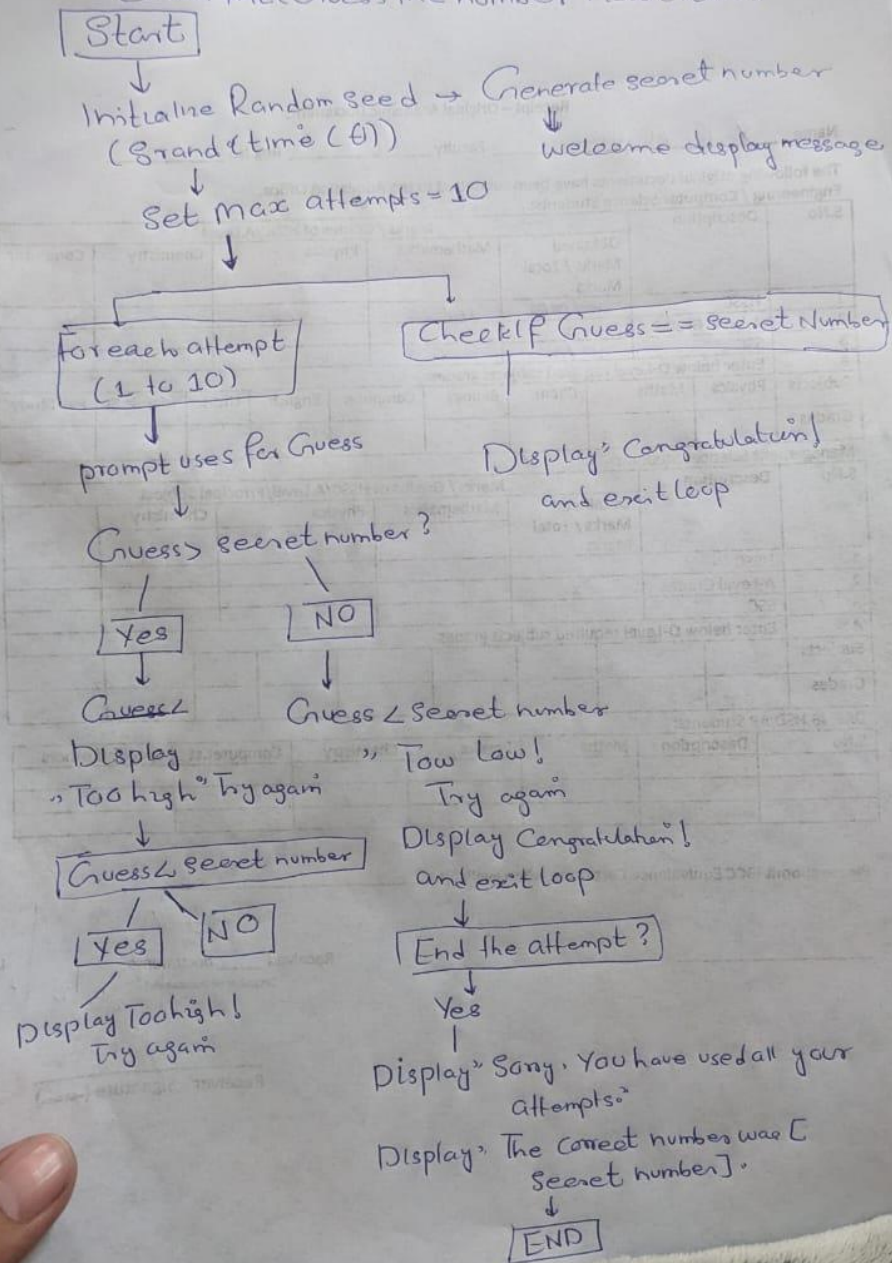 Start
Initialine Random seed → Generate secret number
(Srand (time (0)) welcome display message
Set max attempts = 10
For each attempt
(1 to 10)
Check If Guess == Secret Number
prompt uses for Guess
Display" Congratulation!
and exit loop
Guess > secret number?
Yes
NO
Guess<
Guess < Secret number
Display
"Too high" Try again
" Tow Low!
Try again
Guess < secret number
Display Congratulation!
and exit loop
Yes
NO
End the attempt?
Display Too high!
Try again
Yes
Display" Sorry, You have used all your
attempts."
Display" The correct number was [
Secret number].
END